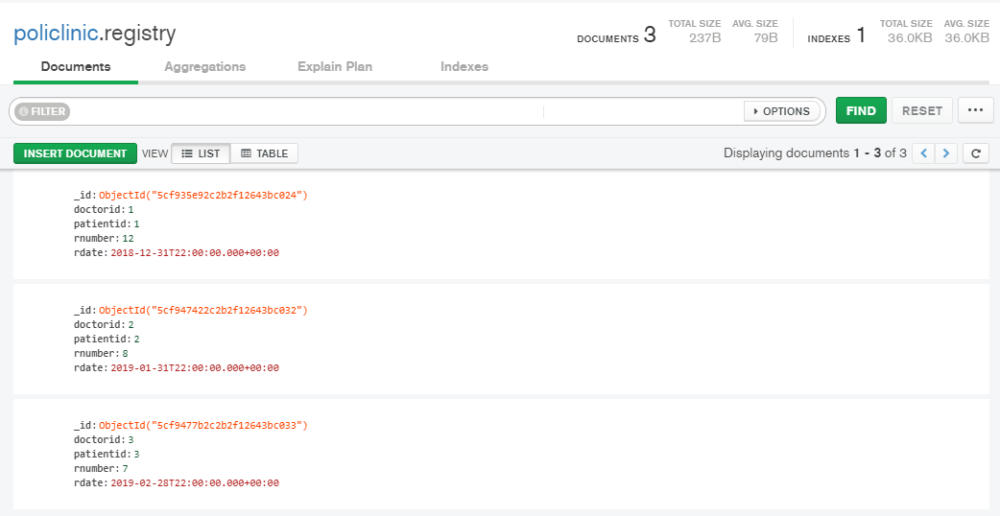 policlinic.registry
DOCUMENTS 3 TOTAL SIZE 237B AVG. SIZE 79B INDEXES 1 TOTAL SIZE 36.0KB AVG. SIZE 36.0KB
Documents Aggregations Explain Plan Indexes
FILTER OPTIONS FIND RESET ...
INSERT DOCUMENT VIEW LIST TABLE Displaying documents 1 - 3 of 3
_id: ObjectId("5cf935e92c2b2f12643bc024")
doctorid: 1
patientid: 1
rnumber: 12
rdate: 2018-12-31T22:00:00.000+00:00
_id: ObjectId("5cf947422c2b2f12643bc032")
doctorid: 2
patientid: 2
rnumber: 8
rdate: 2019-01-31T22:00:00.000+00:00
_id: ObjectId("5cf9477b2c2b2f12643bc033")
doctorid: 3
patientid: 3
rnumber: 7
rdate: 2019-02-28T22:00:00.000+00:00